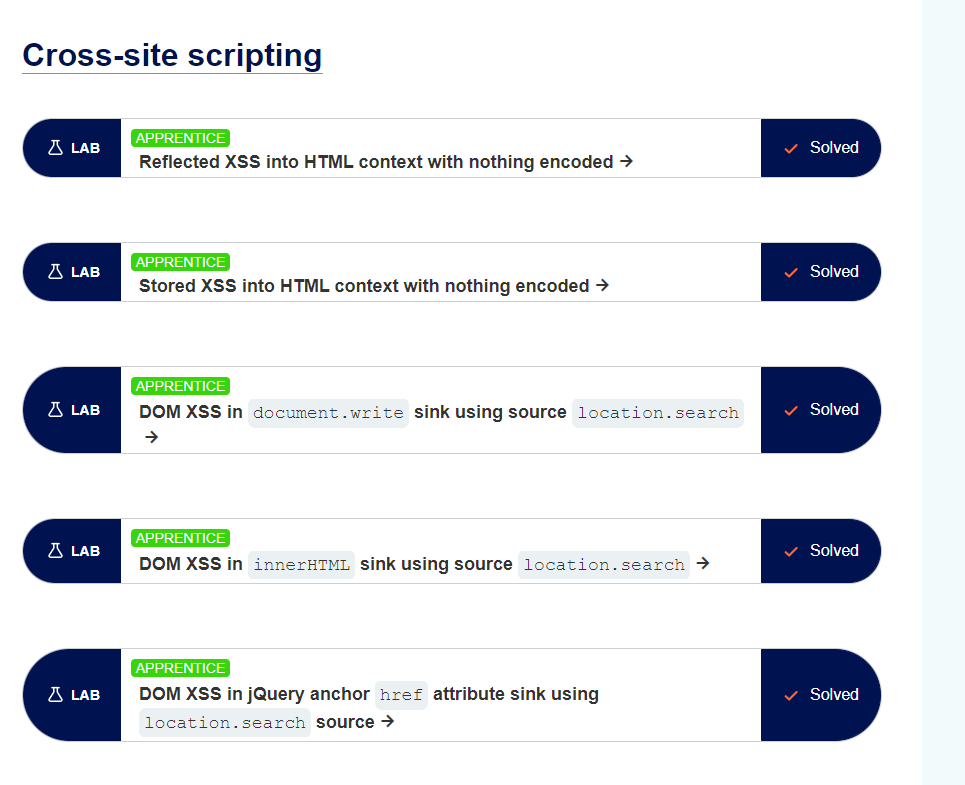 Cross-site scripting
LAB
APPRENTICE
Reflected XSS into HTML context with nothing encoded →
Solved
LAB
APPRENTICE
Stored XSS into HTML context with nothing encoded →
Solved
LAB
APPRENTICE
DOM XSS in document.write sink using source location.search
→
Solved
LAB
APPRENTICE
DOM XSS in innerHTML sink using source location.search →
Solved
LAB
APPRENTICE
DOM XSS in jQuery anchor href attribute sink using
location.search source →
Solved